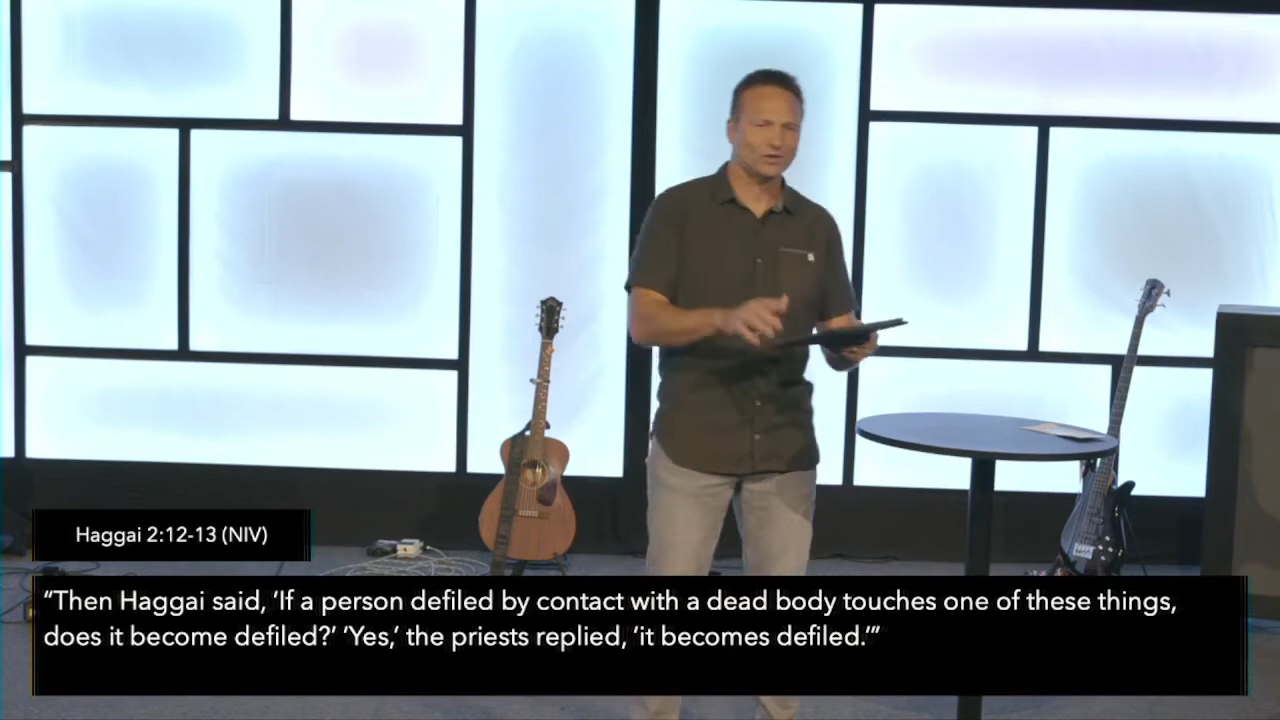 Haggai 2:12-13 (NIV)
“Then Haggai said, ‘If a person defiled by contact with a dead body touches one of these things,
does it become defiled?’ ‘Yes,’ the priests replied, ‘it becomes defiled.’”